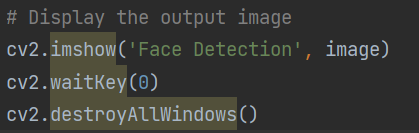 # Display the output image
cv2.imshow('Face Detection', image)
cv2.waitKey(0)
cv2.destroyAllWindows()